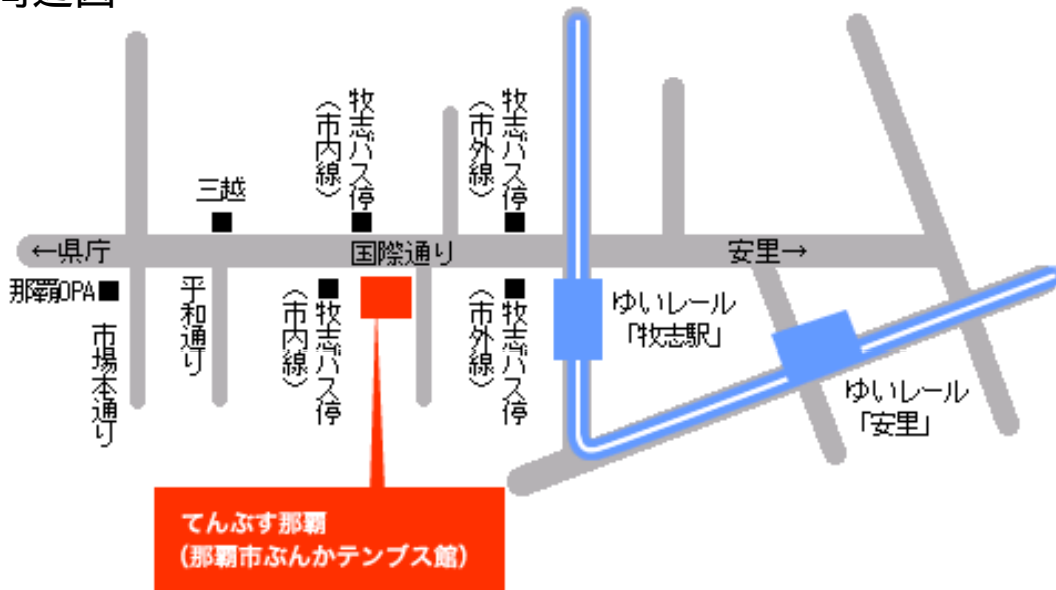 周辺図
牧志バス停
（市内線）
牧志バス停
（市外線）
三越
←県庁
国際通り
安里→
那覇OPA
市場本通り
平和通り
牧志バス停
（市内線）
牧志バス停
（市外線）
ゆいレール
「牧志駅」
ゆいレール
「安里」
てんぶす那覇
(那覇市ぶんかテンブス館)